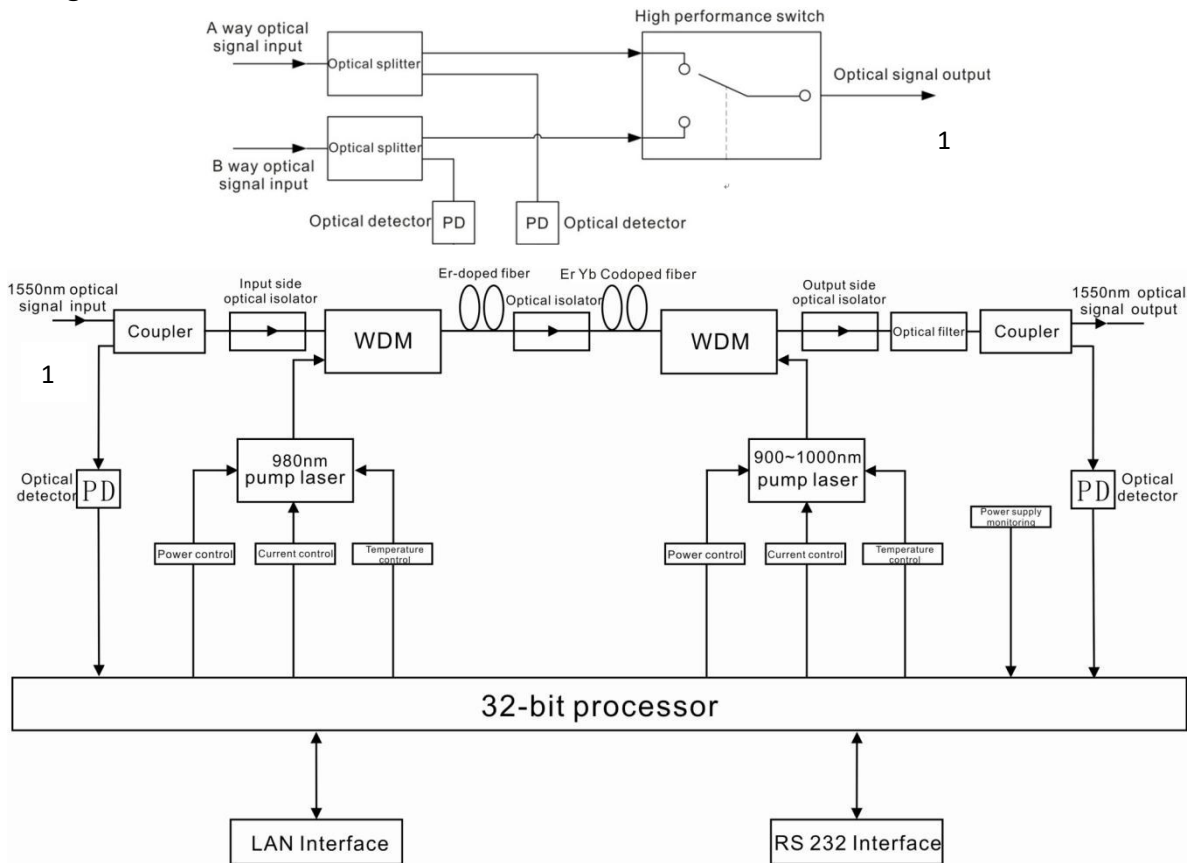 A way optical
signal input
Optical splitter
High performance switch
Optical signal output
1
Optical splitter
B way optical
signal input
Optical detector
PD
PD
Optical detector
1550nm optical
signal input
Coupler
Input side
optical isolator
WDM
Er-doped fiber
Optical isolator
Er Yb Codoped fiber
WDM
Output side
optical isolator
Optical filter
Coupler
1550nm optical
signal output
1
Optical
detector
PD
980nm
pump laser
900~1000nm
pump laser
PD
Optical
detector
Power supply
monitoring
Power control
Current control
Temperature
control
Power control
Current control
Temperature
control
32-bit processor
LAN Interface
RS 232 Interface